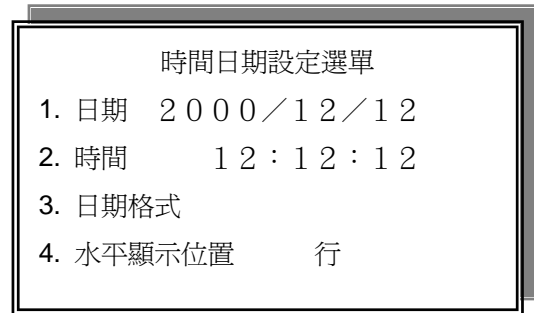 時間日期設定選單
1. 日期 2000/12/12
2. 時間 12:12:12
3. 日期格式
4. 水平顯示位置 行